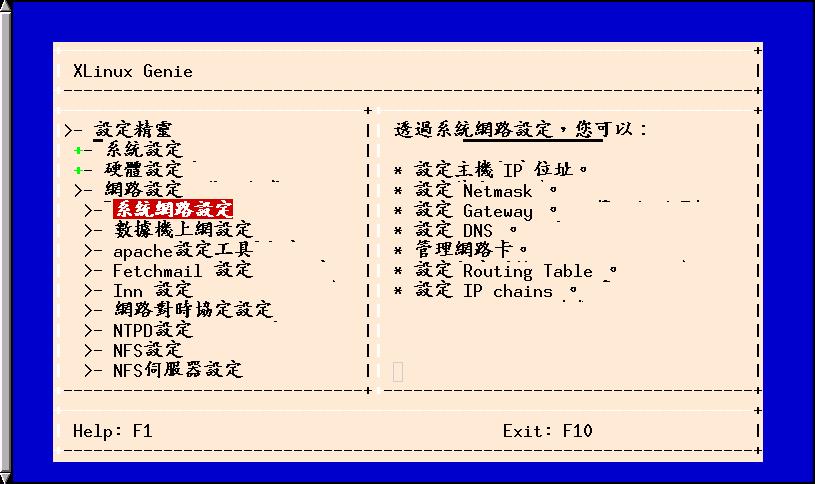 XLinux Genie
>- 設定精靈
+- 系統設定
+- 硬體設定
>- 網路設定
>- 系統網路設定
>- 數據機上網設定
>- apache設定工具
>- Fetchmail 設定
>- Inn 設定
>- 網路對時協定設定
>- NTPD設定
>- NFS設定
>- NFS伺服器設定
透過系統網路設定，您可以：
* 設定主機 IP 位址。
* 設定 Netmask 。
* 設定 Gateway 。
* 設定 DNS 。
* 管理網路卡。
* 設定 Routing Table 。
* 設定 IP chains 。
Help: F1
Exit: F10